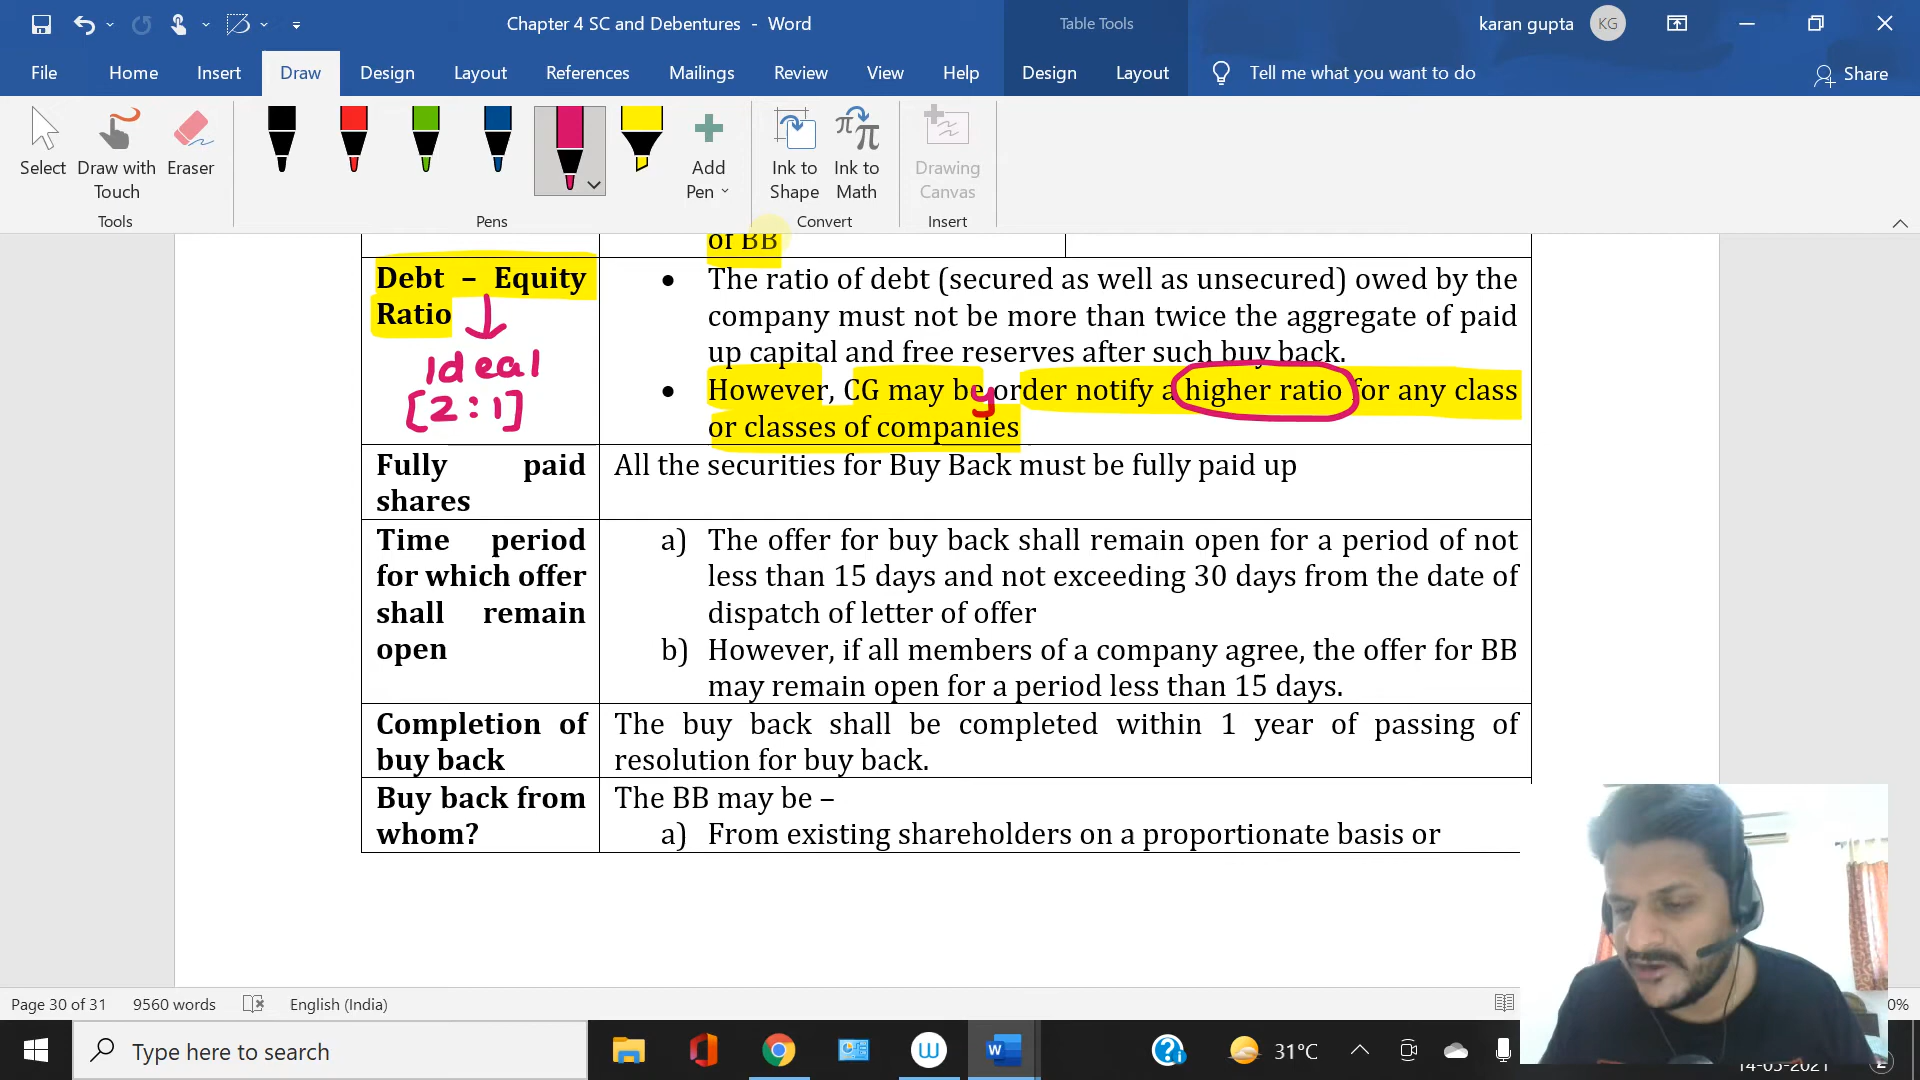 Chapter 4 SC and Debentures - Word
Table Tools
karan gupta
KG
File
Home
Insert
Draw
Design
Layout
References
Mailings
Review
View
Help
Design
Layout
Tell me what you want to do
Share
Select
Draw with Touch
Eraser
Add Pen
Ink to Shape
Ink to Math
Drawing Canvas
Tools
Pens
Convert
Insert
of BB
Debt – Equity
Ratio
Ideal
[2:1]
• The ratio of debt (secured as well as unsecured) owed by the
company must not be more than twice the aggregate of paid
up capital and free reserves after such buy back.
• However, CG may by order notify a higher ratio for any class
or classes of companies
Fully paid
shares
All the securities for Buy Back must be fully paid up
Time period
for which offer
shall remain
open
a) The offer for buy back shall remain open for a period of not
less than 15 days and not exceeding 30 days from the date of
dispatch of letter of offer
b) However, if all members of a company agree, the offer for BB
may remain open for a period less than 15 days.
Completion of
buy back
The buy back shall be completed within 1 year of passing of
resolution for buy back.
Buy back from
whom?
The BB may be –
a) From existing shareholders on a proportionate basis or
Page 30 of 31
9560 words
English (India)
0%
Type here to search
31°C